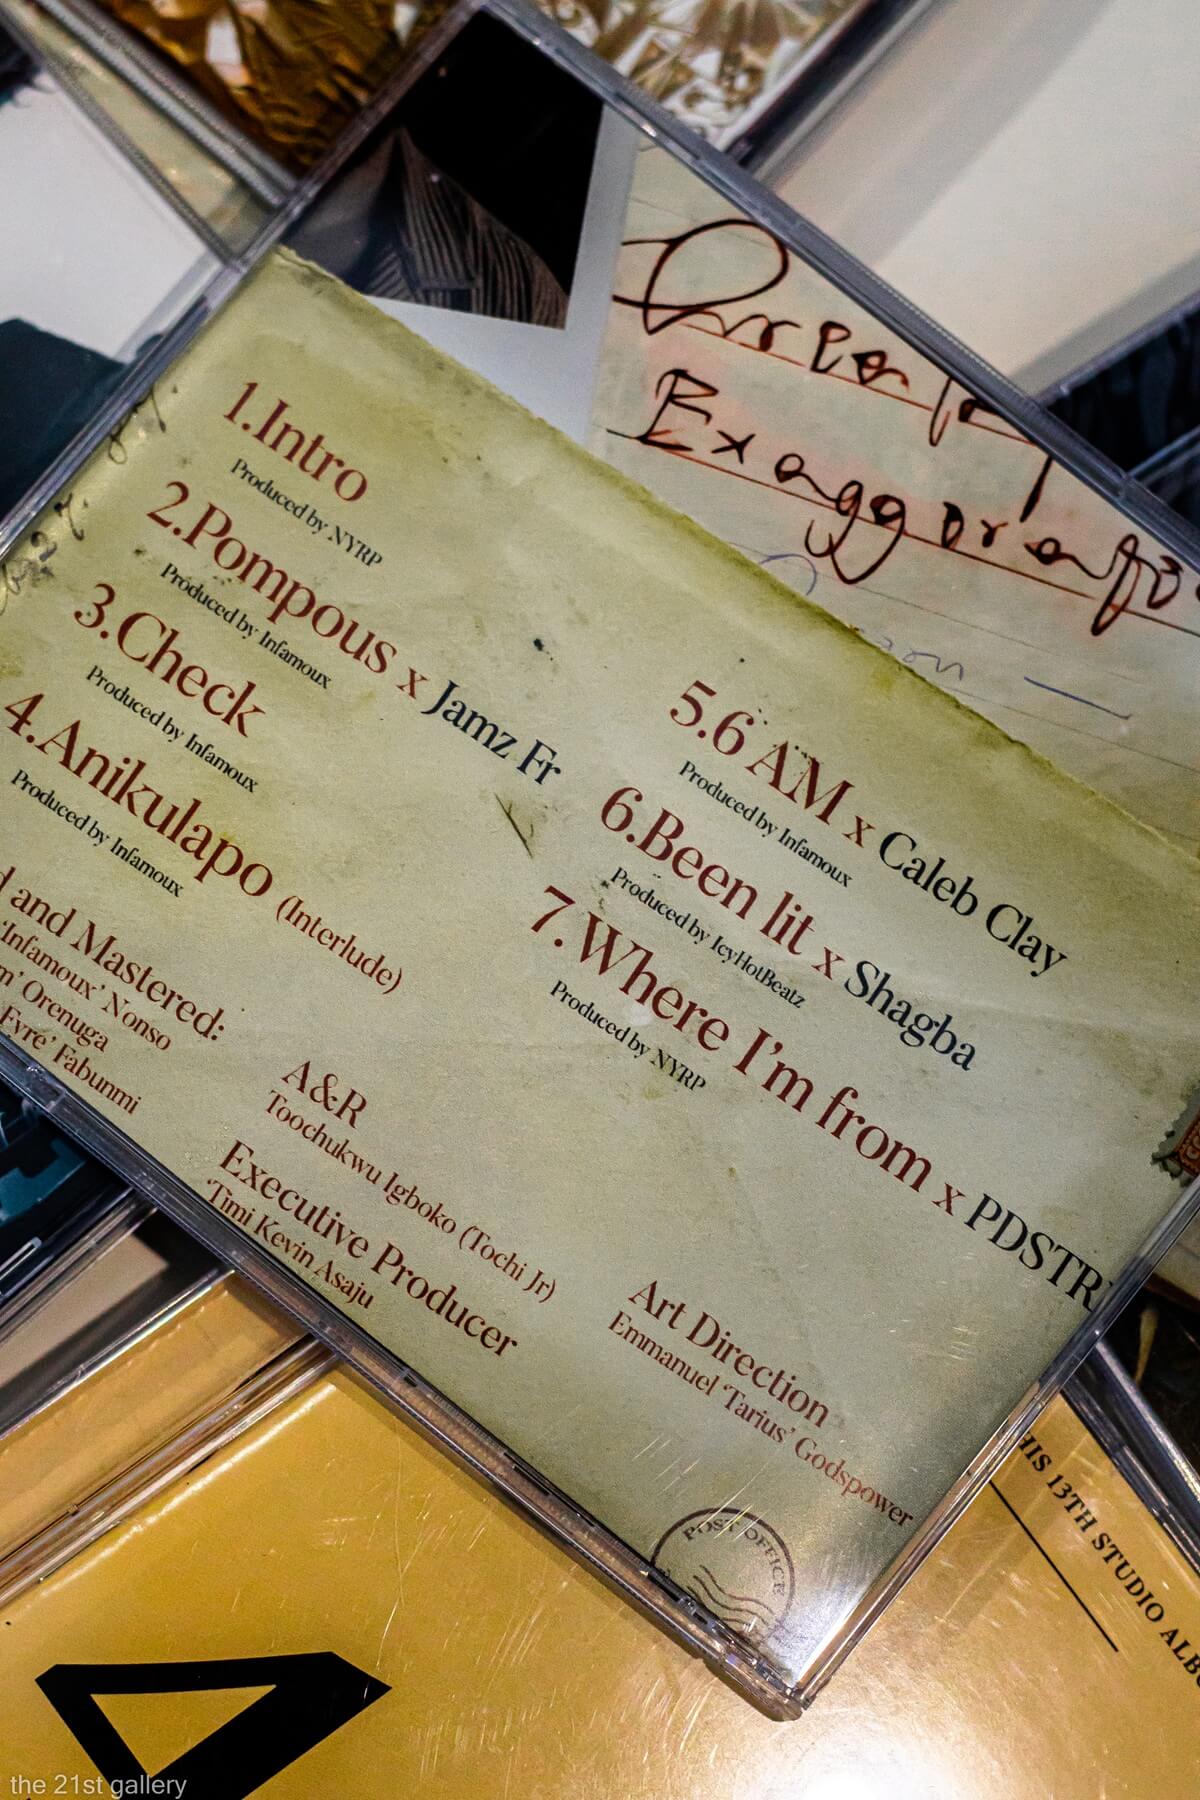 Exaggerat
1.Intro
Produced by NYRP
2.Pompous x Jamz Fr
Produced by Infamoux
3.Check
Produced by Infamoux
4.Anikulapo (Interlude)
Produced by Infamoux
5.6 AM x Caleb Clay
Produced by Infamoux
6.Been lit x Shagba
Produced by IcyHotBeatz
7.Where I'm from x PDSTR
Produced by NYRP
d and Mastered:
'Infamoux' Nonso
m' Orenuga
Fyre' Fabunmi
A&R
Toochukwu Igboko (Tochi Jr)
Executive Producer
'Timi Kevin Asaju
Art Direction
Emmanuel 'Tarius' Godspower
POST OFFICE
HIS 13TH STUDIO ALBU
4
the 21st gallery